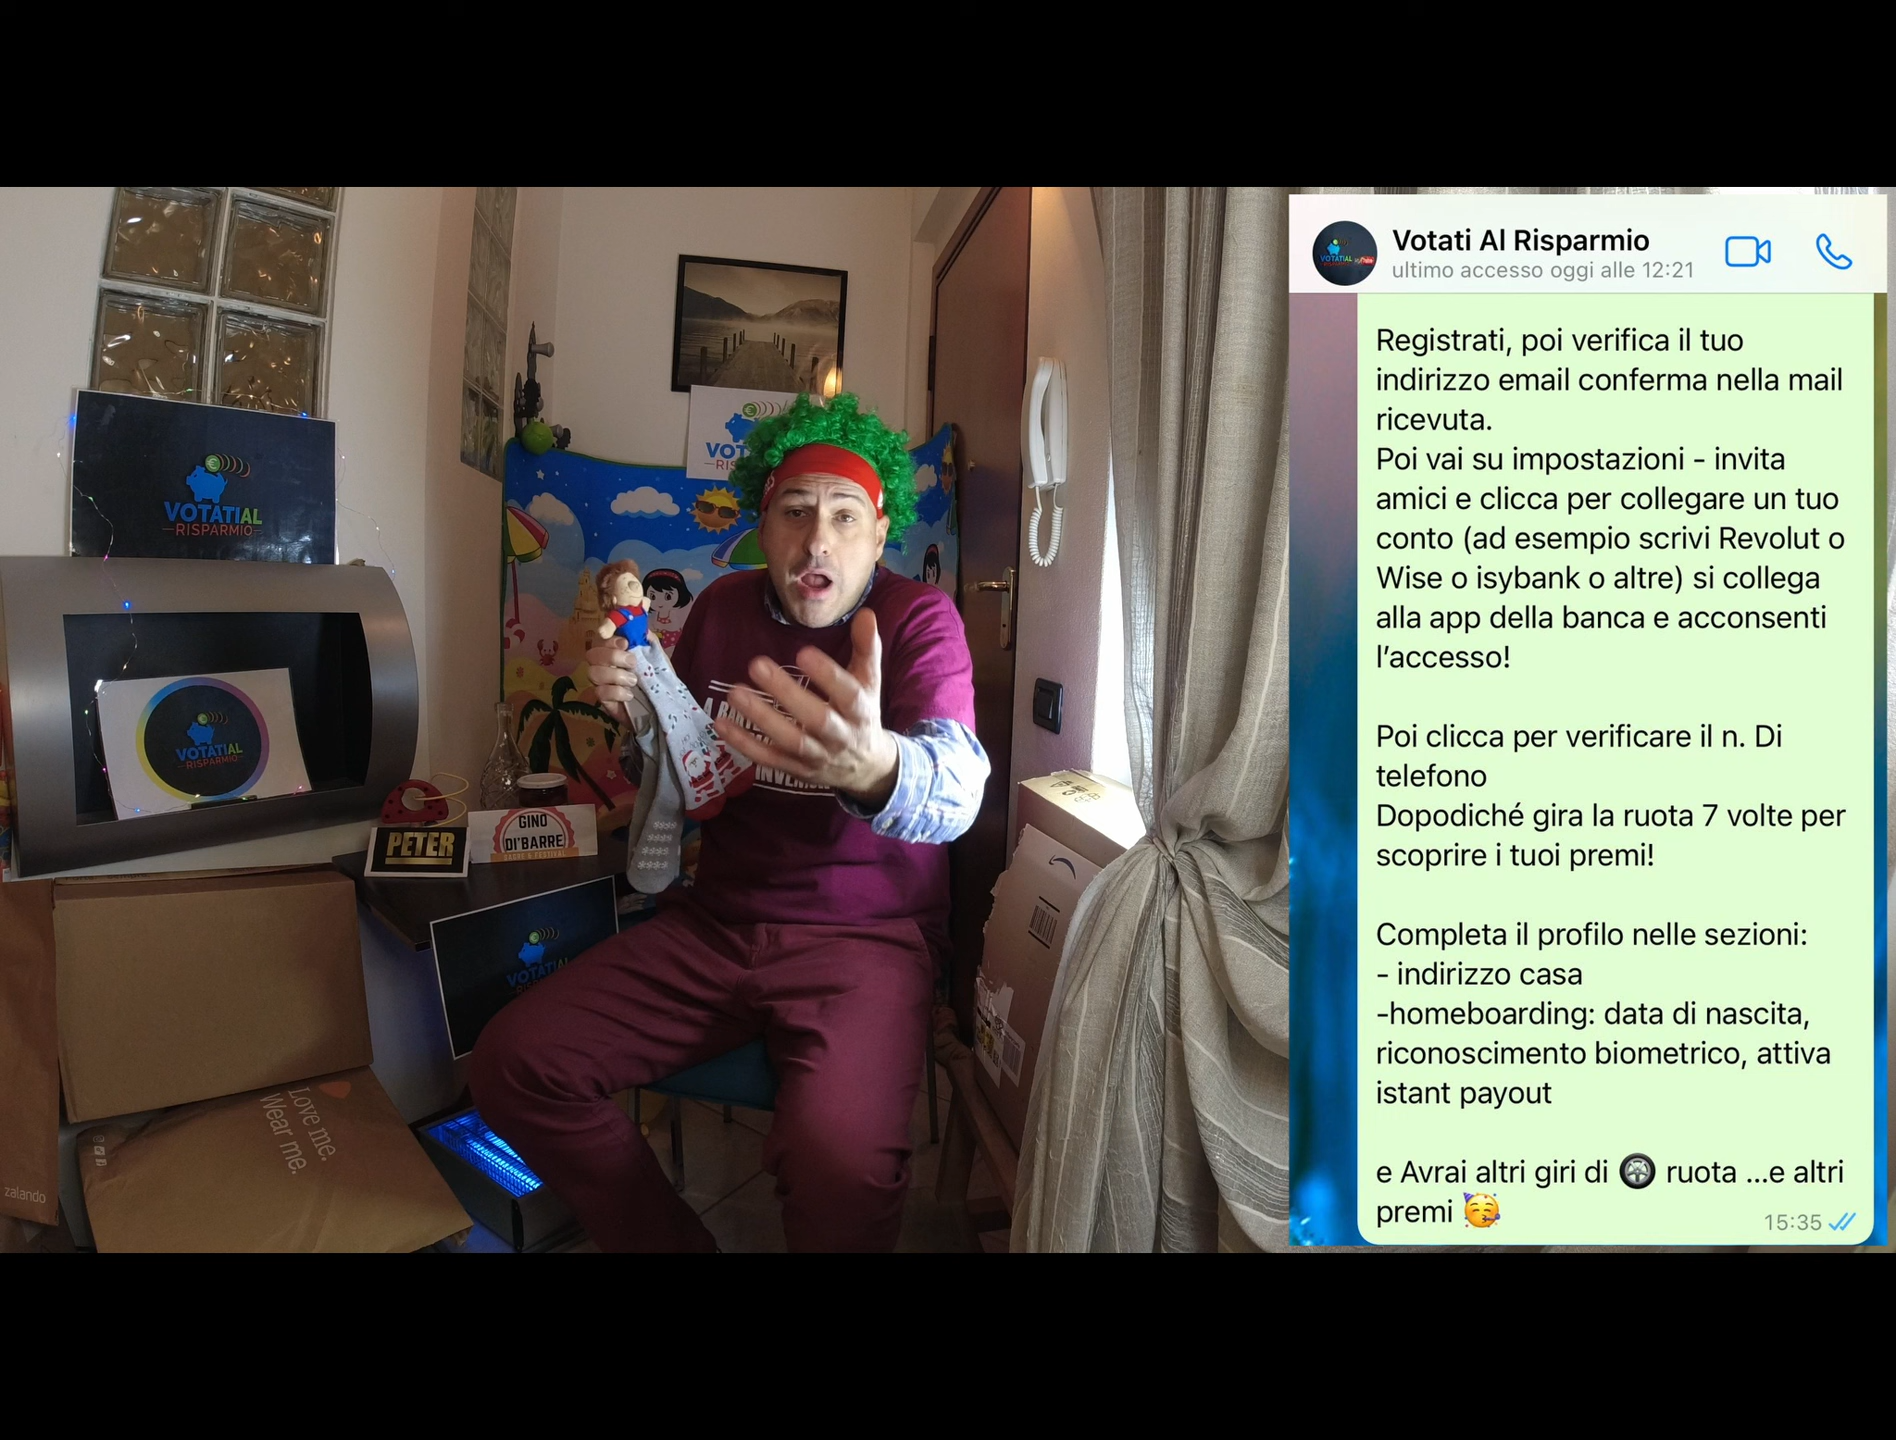 VOTATIAL
RISPARMIO
VOTATIAL
RISPARMIO
PETER
GINO
DI'BARRE
SAGRE & FESTIVAL
VOTATIAL
Love me.
Wear me.
zalando
INVERN
Votati Al Risparmio
ultimo accesso oggi alle 12:21
Registrati, poi verifica il tuo
indirizzo email conferma nella mail
ricevuta.
Poi vai su impostazioni - invita
amici e clicca per collegare un tuo
conto (ad esempio scrivi Revolut o
Wise o isybank o altre) si collega
alla app della banca e acconsenti
l’accesso!
Poi clicca per verificare il n. Di
telefono
Dopodiché gira la ruota 7 volte per
scoprire i tuoi premi!
Completa il profilo nelle sezioni:
- indirizzo casa
-homeboarding: data di nascita,
riconoscimento biometrico, attiva
istant payout
e Avrai altri giri di 🛞 ruota ...e altri
premi 🥳
15:35